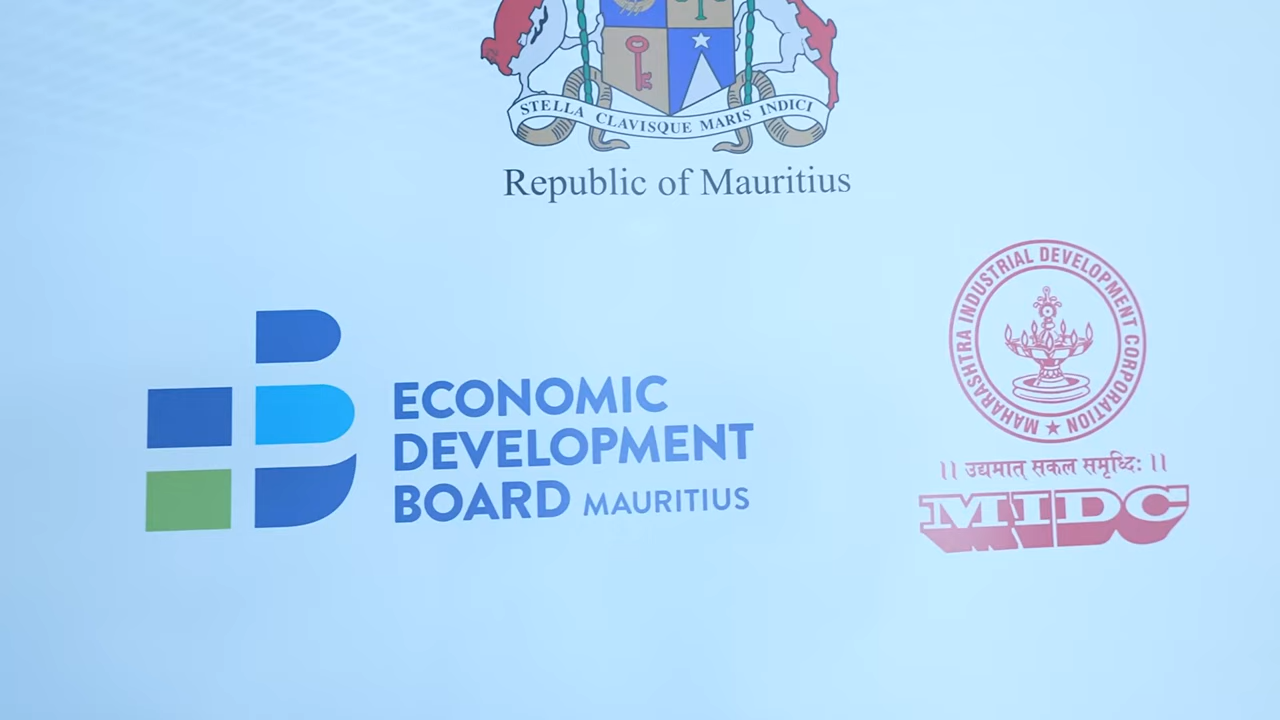 STELLA CLAVISQUE MARIS INDICI
Republic of Mauritius
ECONOMIC
DEVELOPMENT
BOARD MAURITIUS
MAHARASHTRA INDUSTRIAL DEVELOPMENT CORPORATION ★
।। उद्यमात् सकल समृध्दिः ।।
MIDC